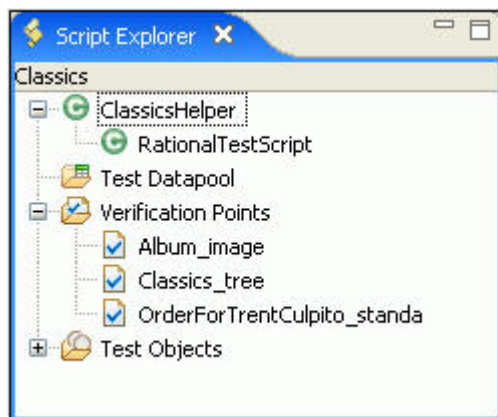 Script Explorer
Classics
ClassicsHelper
RationalTestScript
Test Datapool
Verification Points
Album_image
Classics_tree
OrderForTrentCulpito_standa
Test Objects